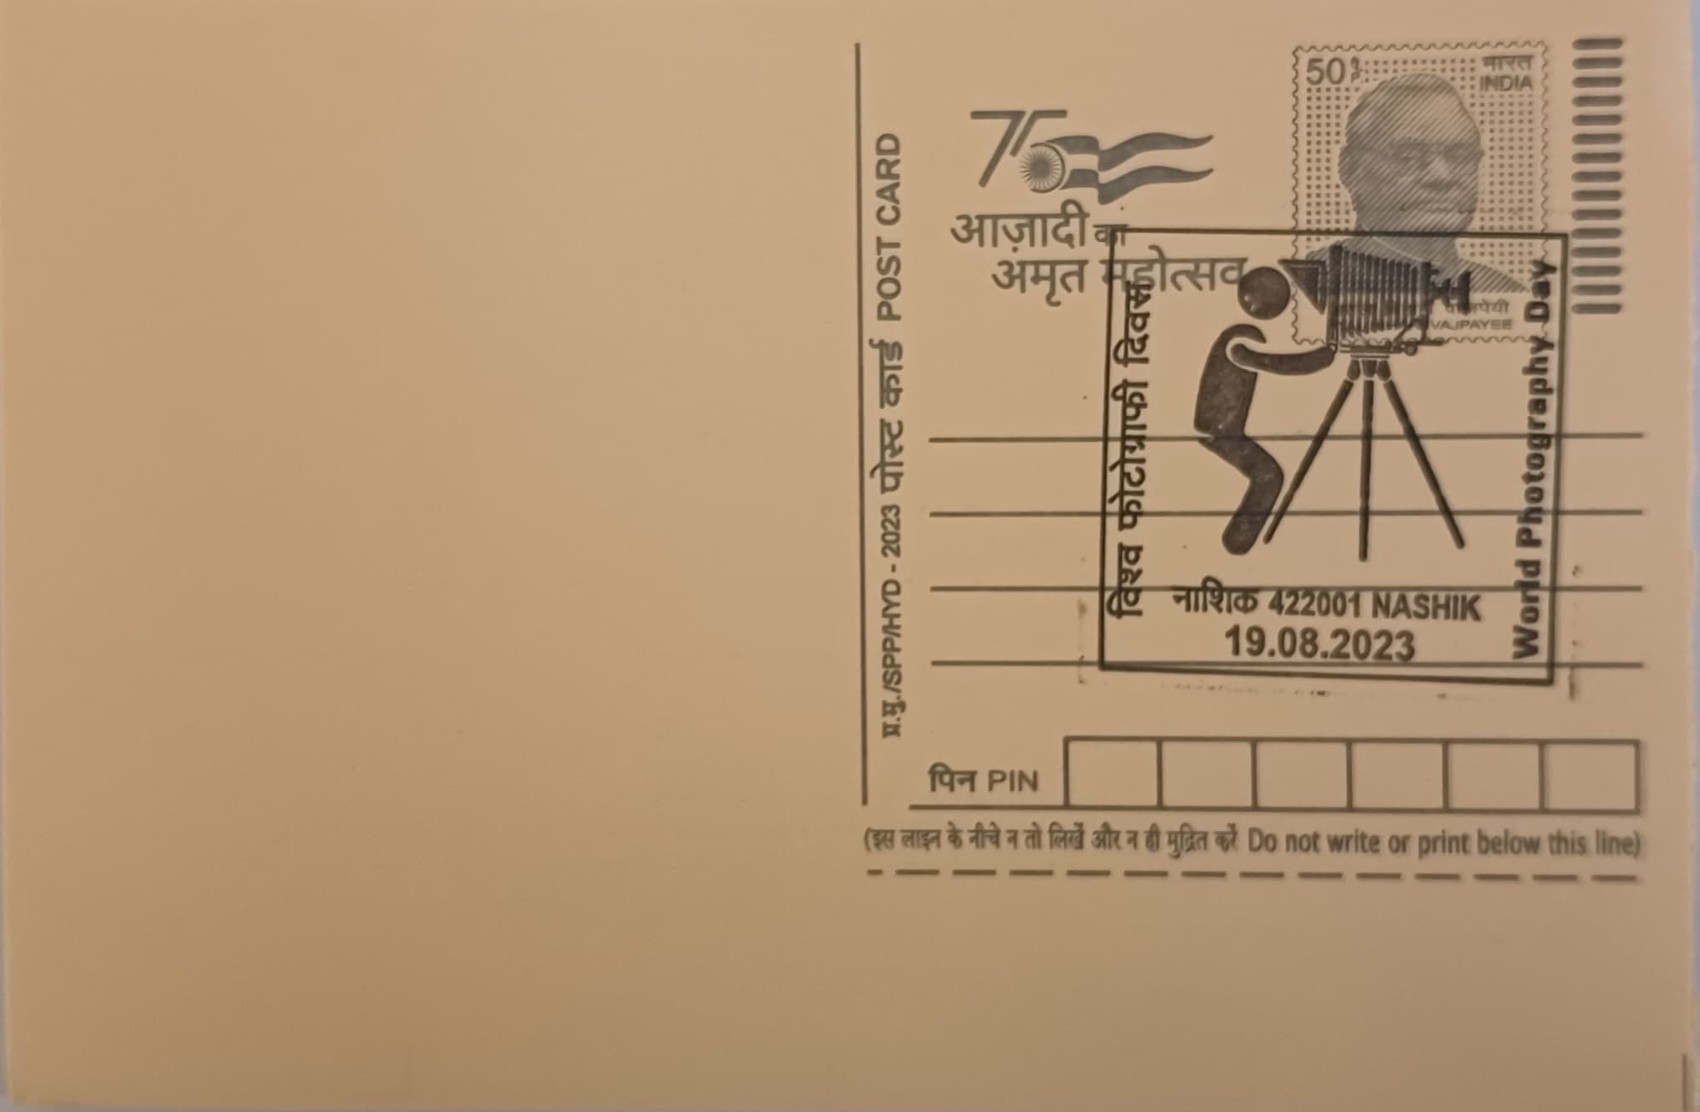 75
आज़ादी का
अमृत महोत्सव
50 पै.
भारत
INDIA
वाजपेयी
VAJPAYEE
प्र.मु./SPP/HYD - 2023 पोस्ट कार्ड POST CARD
विश्व फोटोग्राफी दिवस
World Photography Day
नाशिक 422001 NASHIK
19.08.2023
पिन PIN
(इस लाइन के नीचे न तो लिखें और न ही मुद्रित करें Do not write or print below this line)